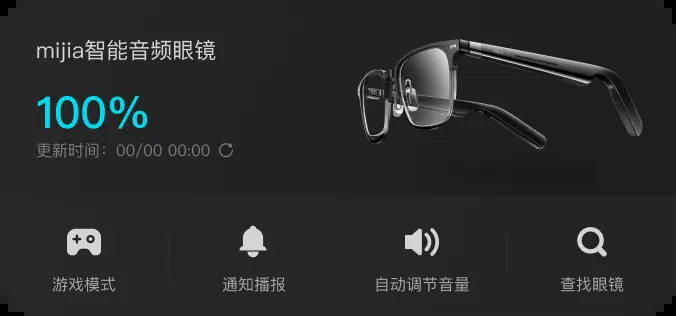 mijia智能音频眼镜
100%
更新时间：00/00 00:00
游戏模式
通知播报
自动调节音量
查找眼镜